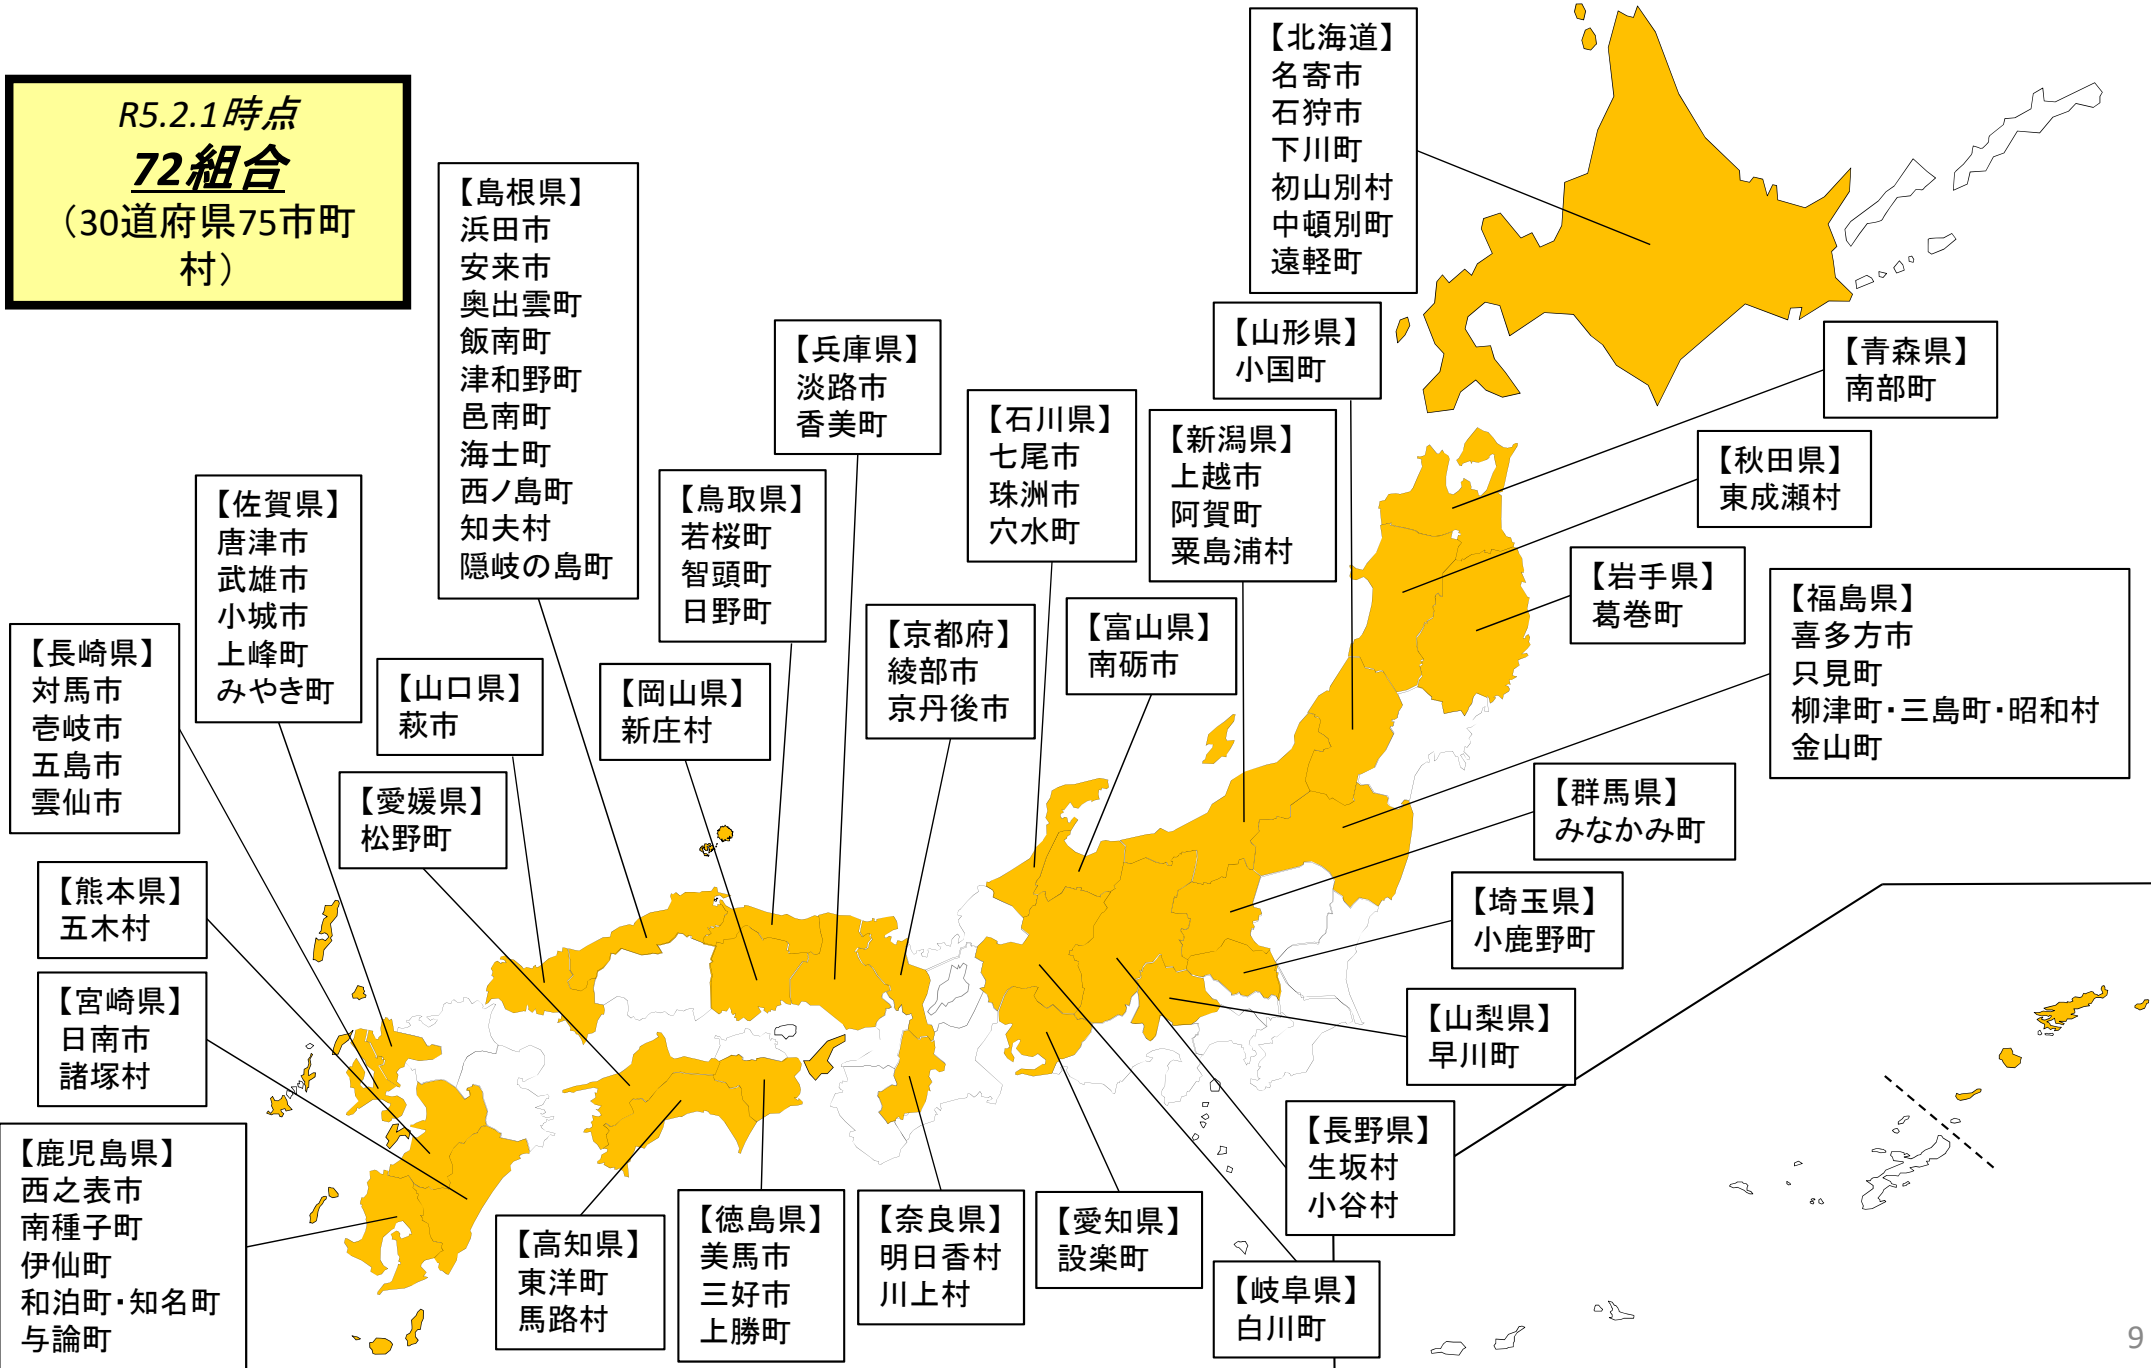 R5.2.1時点
72組合
（30道府県75市町
村）
【北海道】
名寄市
石狩市
下川町
初山別村
中頓別町
遠軽町
【青森県】
南部町
【秋田県】
東成瀬村
【岩手県】
葛巻町
【山形県】
小国町
【福島県】
喜多方市
只見町
柳津町・三島町・昭和村
金山町
【群馬県】
みなかみ町
【埼玉県】
小鹿野町
【山梨県】
早川町
【長野県】
生坂村
小谷村
【岐阜県】
白川町
【愛知県】
設楽町
【新潟県】
上越市
阿賀町
粟島浦村
【富山県】
南砺市
【石川県】
七尾市
珠洲市
穴水町
【京都府】
綾部市
京丹後市
【兵庫県】
淡路市
香美町
【奈良県】
明日香村
川上村
【鳥取県】
若桜町
智頭町
日野町
【島根県】
浜田市
安来市
奥出雲町
飯南町
津和野町
邑南町
海士町
西ノ島町
知夫村
隠岐の島町
【岡山県】
新庄村
【山口県】
萩市
【徳島県】
美馬市
三好市
上勝町
【愛媛県】
松野町
【高知県】
東洋町
馬路村
【佐賀県】
唐津市
武雄市
小城市
上峰町
みやき町
【長崎県】
対馬市
壱岐市
五島市
雲仙市
【熊本県】
五木村
【宮崎県】
日南市
諸塚村
【鹿児島県】
西之表市
南種子町
伊仙町
和泊町・知名町
与論町
9